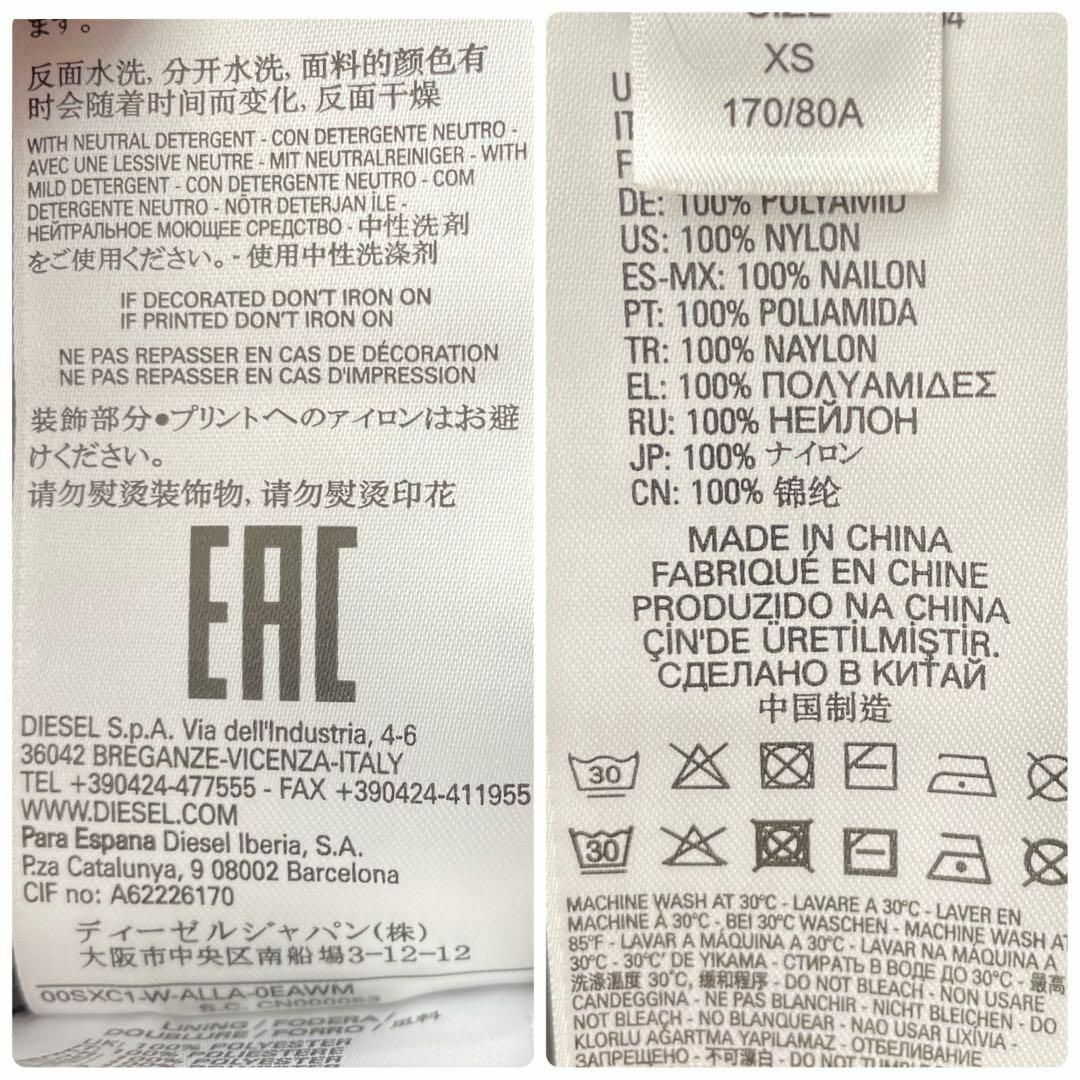 ます。
反面水洗, 分开水洗, 面料的颜色有
时会随着时间而变化, 反面干燥
WITH NEUTRAL DETERGENT - CON DETERGENTE NEUTRO -
AVEC UNE LESSIVE NEUTRE - MIT NEUTRALREINIGER - WITH
MILD DETERGENT - CON DETERGENTE NEUTRO - COM
DETERGENTE NEUTRO - NÖTR DETERJAN İLE -
НЕЙТРАЛЬНОЕ МОЮЩЕЕ СРЕДСТВО - 中性洗剤
をご使用ください。- 使用中性洗涤剂
IF DECORATED DON'T IRON ON
IF PRINTED DON'T IRON ON
NE PAS REPASSER EN CAS DE DÉCORATION
NE PAS REPASSER EN CAS D'IMPRESSION
装飾部分●プリントへのアイロンはお避
けください。
请勿熨烫装饰物, 请勿熨烫印花
EAC
DIESEL S.p.A. Via dell'Industria, 4-6
36042 BREGANZE-VICENZA-ITALY
TEL +390424-477555 - FAX +390424-411955
WWW.DIESEL.COM
Para Espana Diesel Iberia, S.A.
P.za Catalunya, 9 08002 Barcelona
CIF no: A62226170
ディーゼルジャパン(株)
大阪市中央区南船場3-12-12
00SXC1-W-ALLA-0EAWM
S.C. CN000053
LINING / FODERA /
DOUBLURE / FORRO / 里料
UK: 100% POLYESTERE
SIZE
XS
170/80A
DE: 100% POLYAMID
US: 100% NYLON
ES-MX: 100% NAILON
PT: 100% POLIAMIDA
TR: 100% NAYLON
EL: 100% ΠΟΛΥΑΜΙΔΕΣ
RU: 100% НЕЙЛОН
JP: 100% ナイロン
CN: 100% 锦纶
MADE IN CHINA
FABRIQUÉ EN CHINE
PRODUZIDO NA CHINA
ÇİN'DE ÜRETİLMİŞTİR.
СДЕЛАНО В КИТАЙ
中国制造
30
30
MACHINE WASH AT 30°C - LAVARE A 30°C - LAVER EN
MACHINE À 30°C - BEI 30°C WASCHEN - MACHINE WASH AT
85°F - LAVAR A MÁQUINA A 30°C - LAVAR NA MÁQUINA A
30°C - 30°C' DE YIKAMA - СТИРАТЬ В ВОДЕ ДО 30°C - 最高
洗涤温度 30°C, 缓和程序 - DO NOT BLEACH - NON USARE
CANDEGGINA - NE PAS BLANCHIR - NICHT BLEICHEN - DO
NOT BLEACH - NO BLANQUEAR - NAO USAR LIXÍVIA -
KLORLU AĞARTMA YAPILAMAZ - ОТБЕЛИВАНИЕ
ЗАПРЕЩЕНО - 不可漂白 - DO NOT TUMBLE